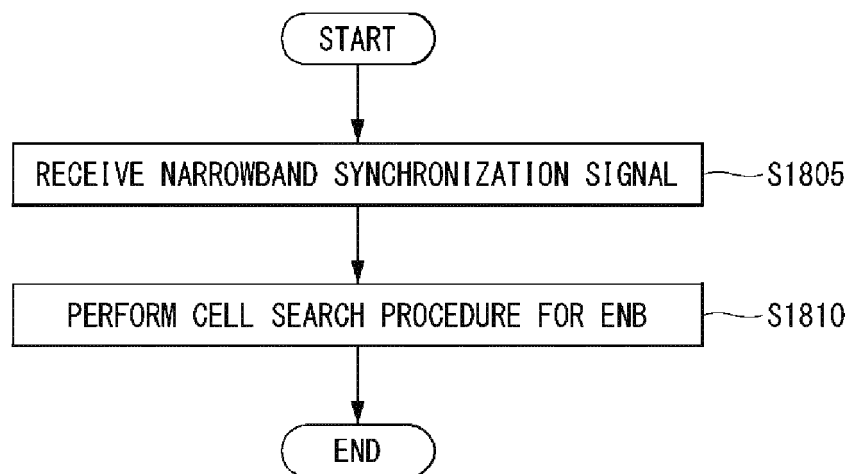 START
RECEIVE NARROWBAND SYNCHRONIZATION SIGNAL
S1805
PERFORM CELL SEARCH PROCEDURE FOR ENB
S1810
END